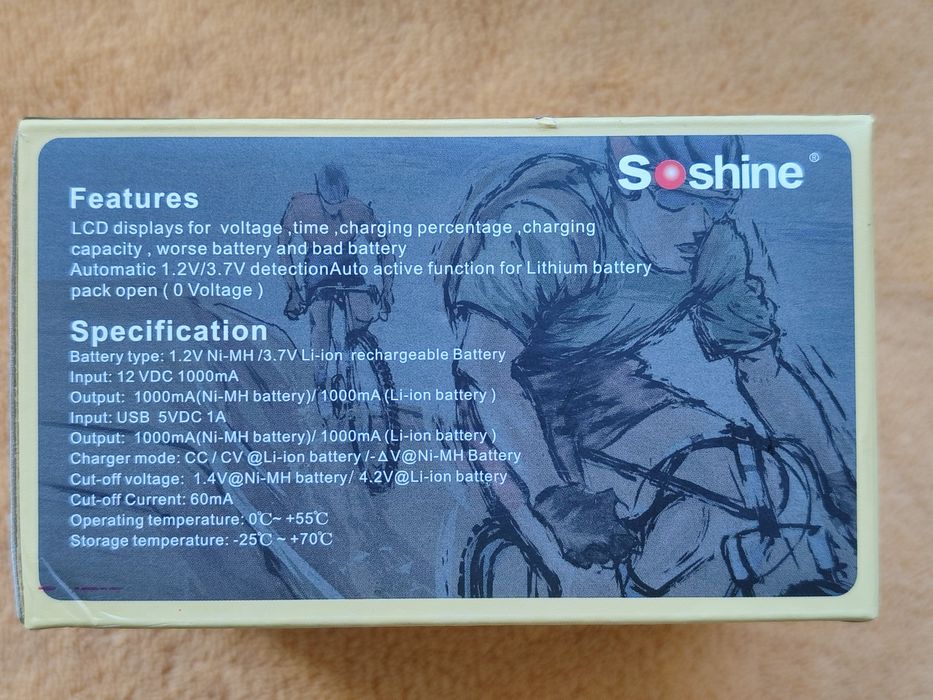 Soshine ®
Features
LCD displays for voltage ,time ,charging percentage ,charging
capacity , worse battery and bad battery
Automatic 1.2V/3.7V detectionAuto active function for Lithium battery
pack open ( 0 Voltage )
Specification
Battery type: 1.2V Ni-MH /3.7V Li-ion rechargeable Battery
Input: 12 VDC 1000mA
Output: 1000mA(Ni-MH battery)/ 1000mA (Li-ion battery )
Input: USB 5VDC 1A
Output: 1000mA(Ni-MH battery)/ 1000mA (Li-ion battery )
Charger mode: CC / CV @Li-ion battery /-ΔV@Ni-MH Battery
Cut-off voltage: 1.4V@Ni-MH battery/ 4.2V@Li-ion battery
Cut-off Current: 60mA
Operating temperature: 0℃~ +55℃
Storage temperature: -25℃ ~ +70℃